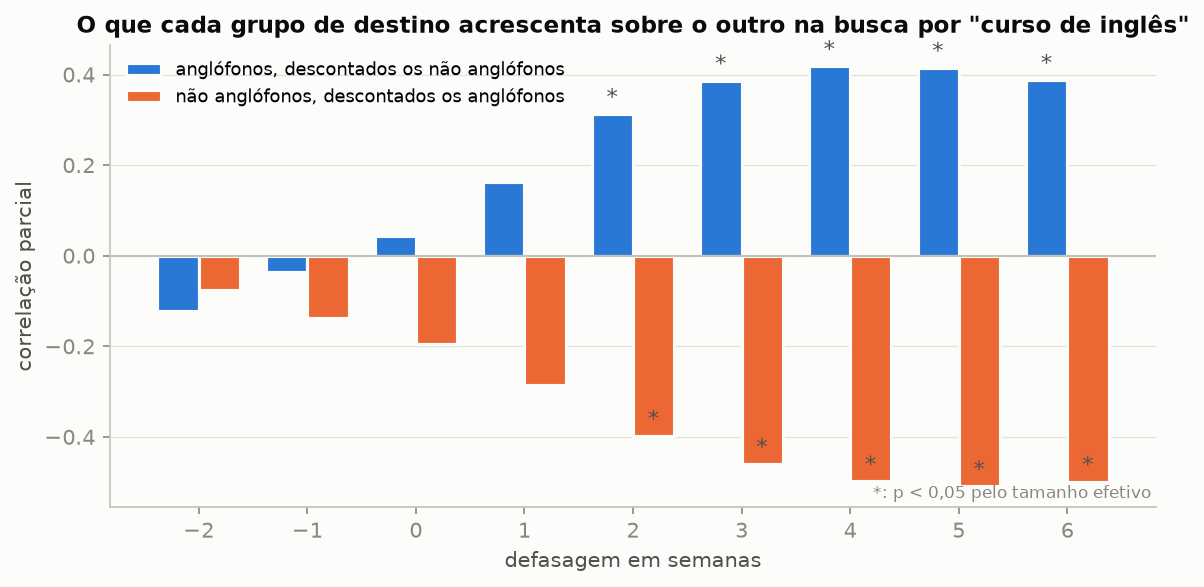 O que cada grupo de destino acrescenta sobre o outro na busca por "curso de inglês"
anglófonos, descontados os não anglófonos
não anglófonos, descontados os anglófonos
correlação parcial
0.4
0.2
0.0
−0.2
−0.4
* * * * *
* * * * *
*: p < 0,05 pelo tamanho efetivo
−2 −1 0 1 2 3 4 5 6
defasagem em semanas